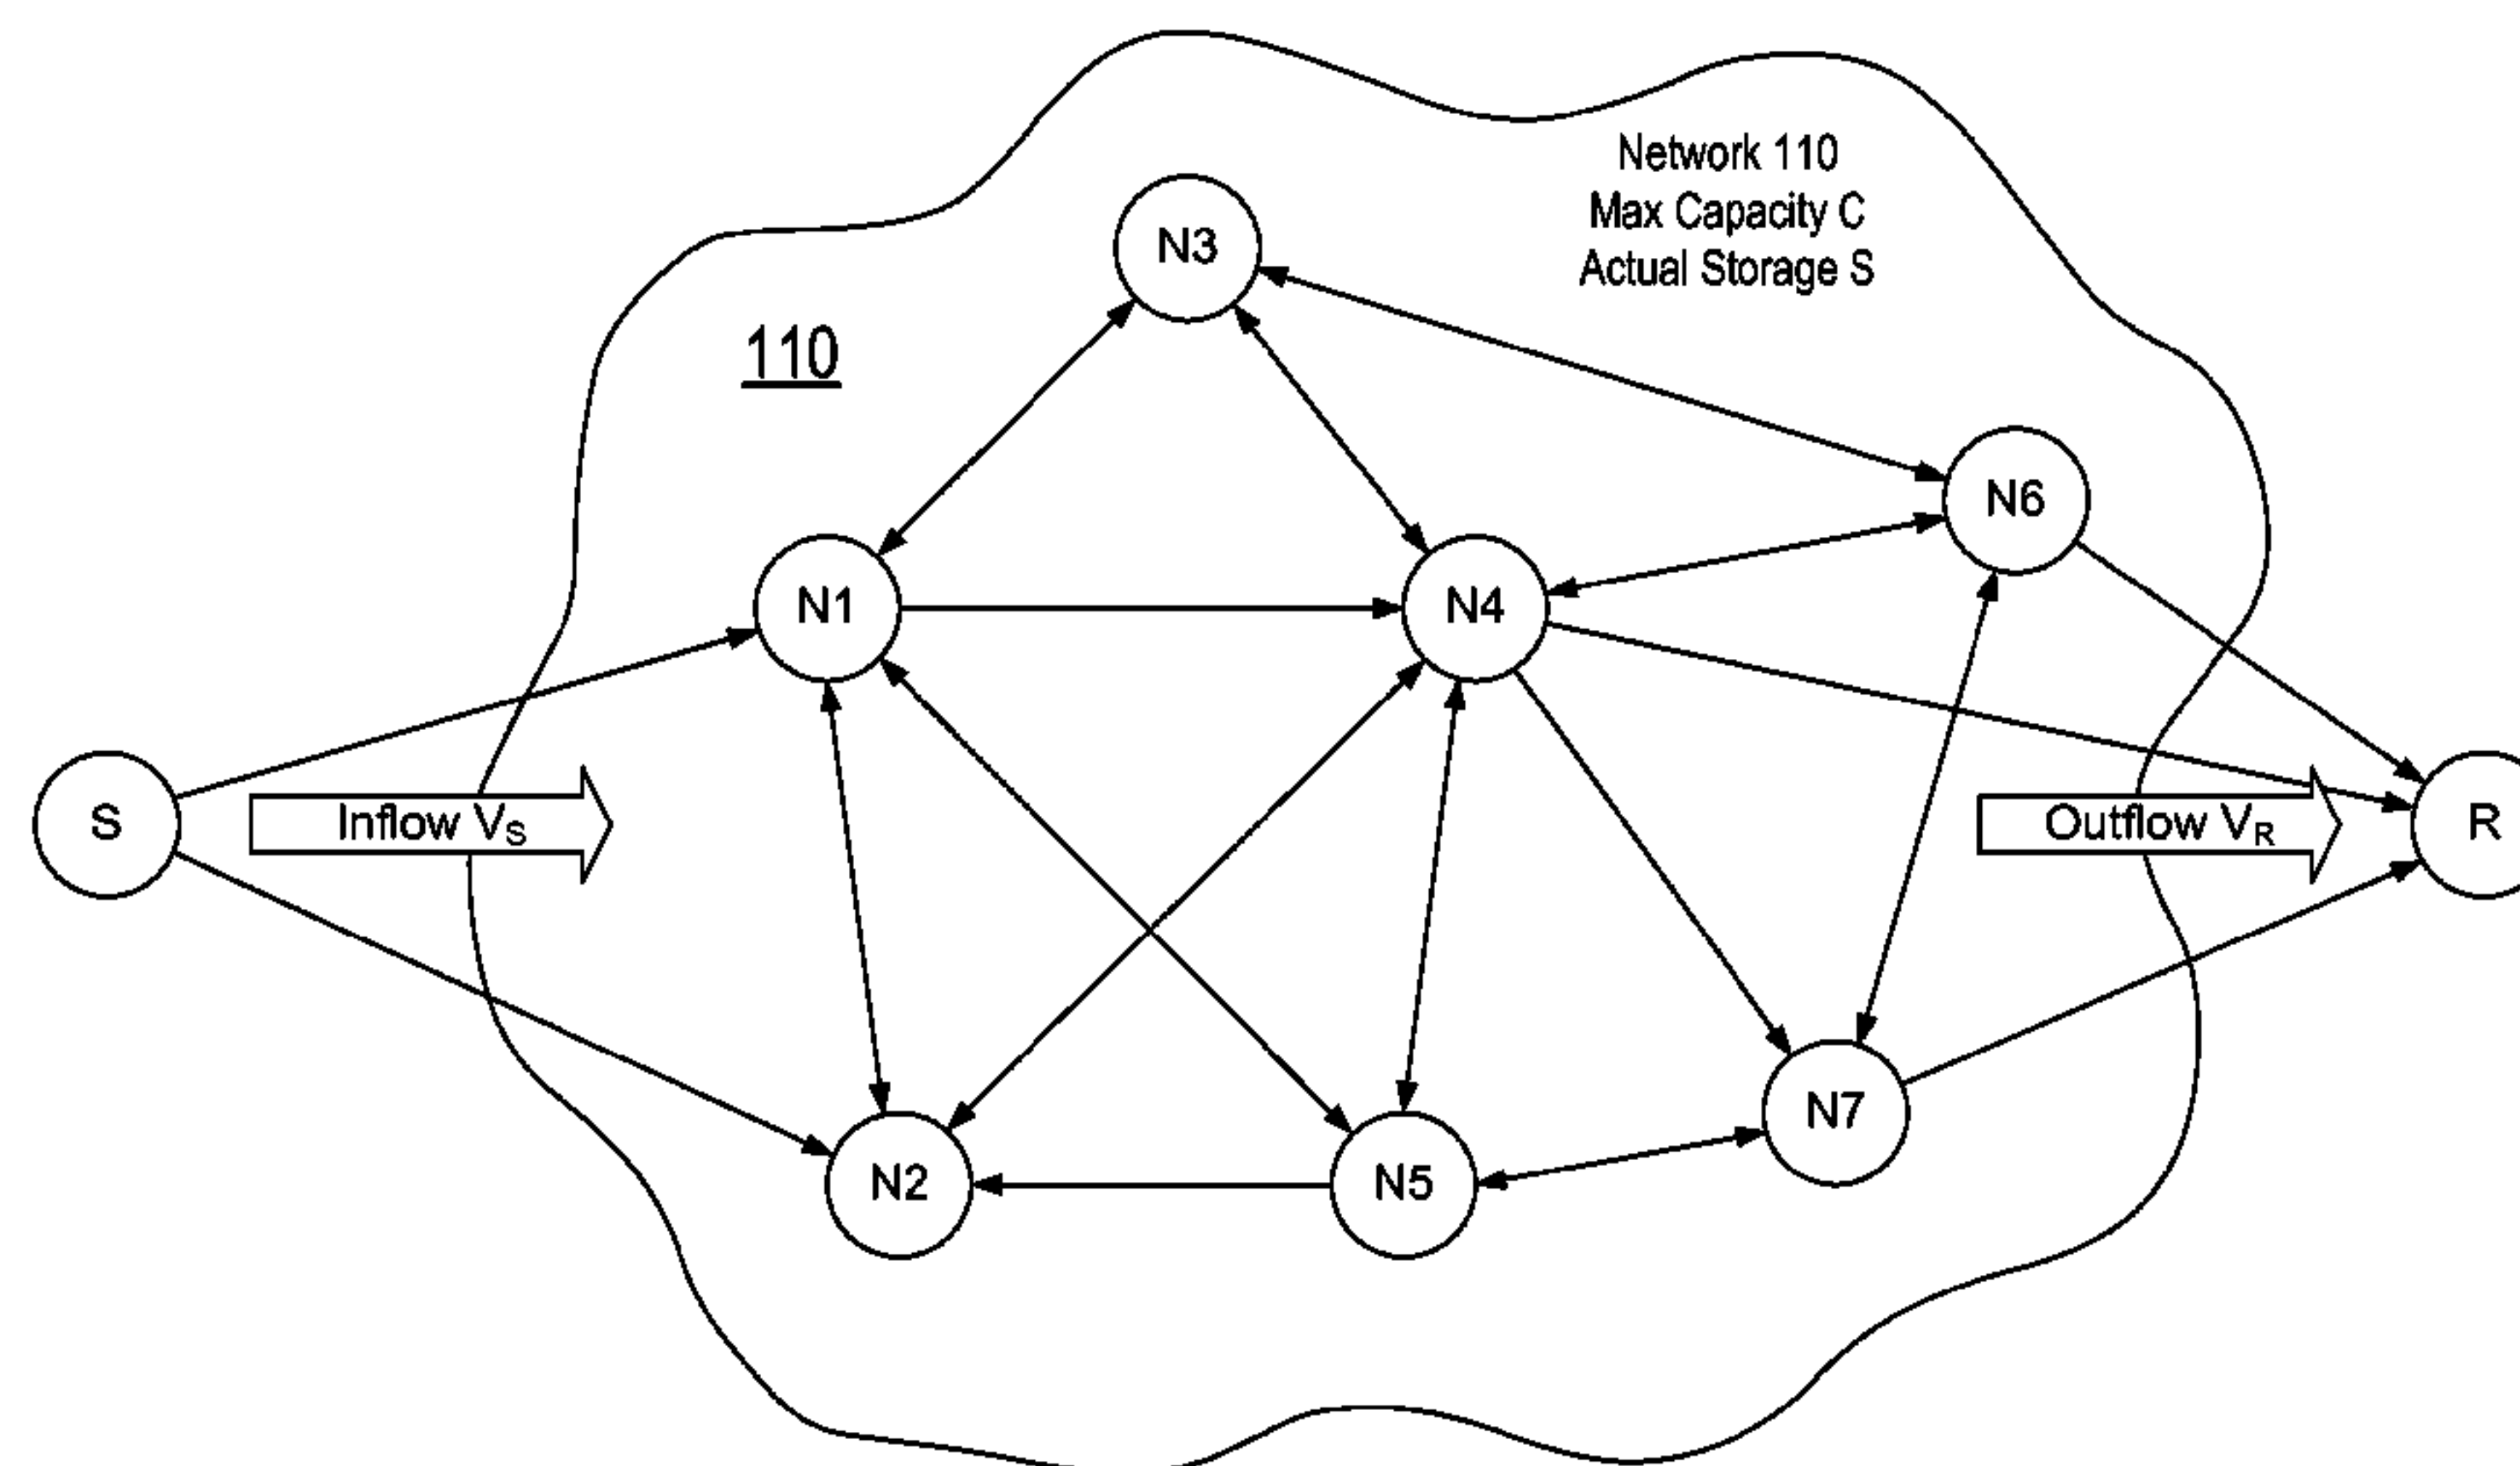 Network 110
Max Capacity C
Actual Storage S
N3
110
N6
N1
N4
S
Inflow VS
Outflow VR
R
N7
N2
N5